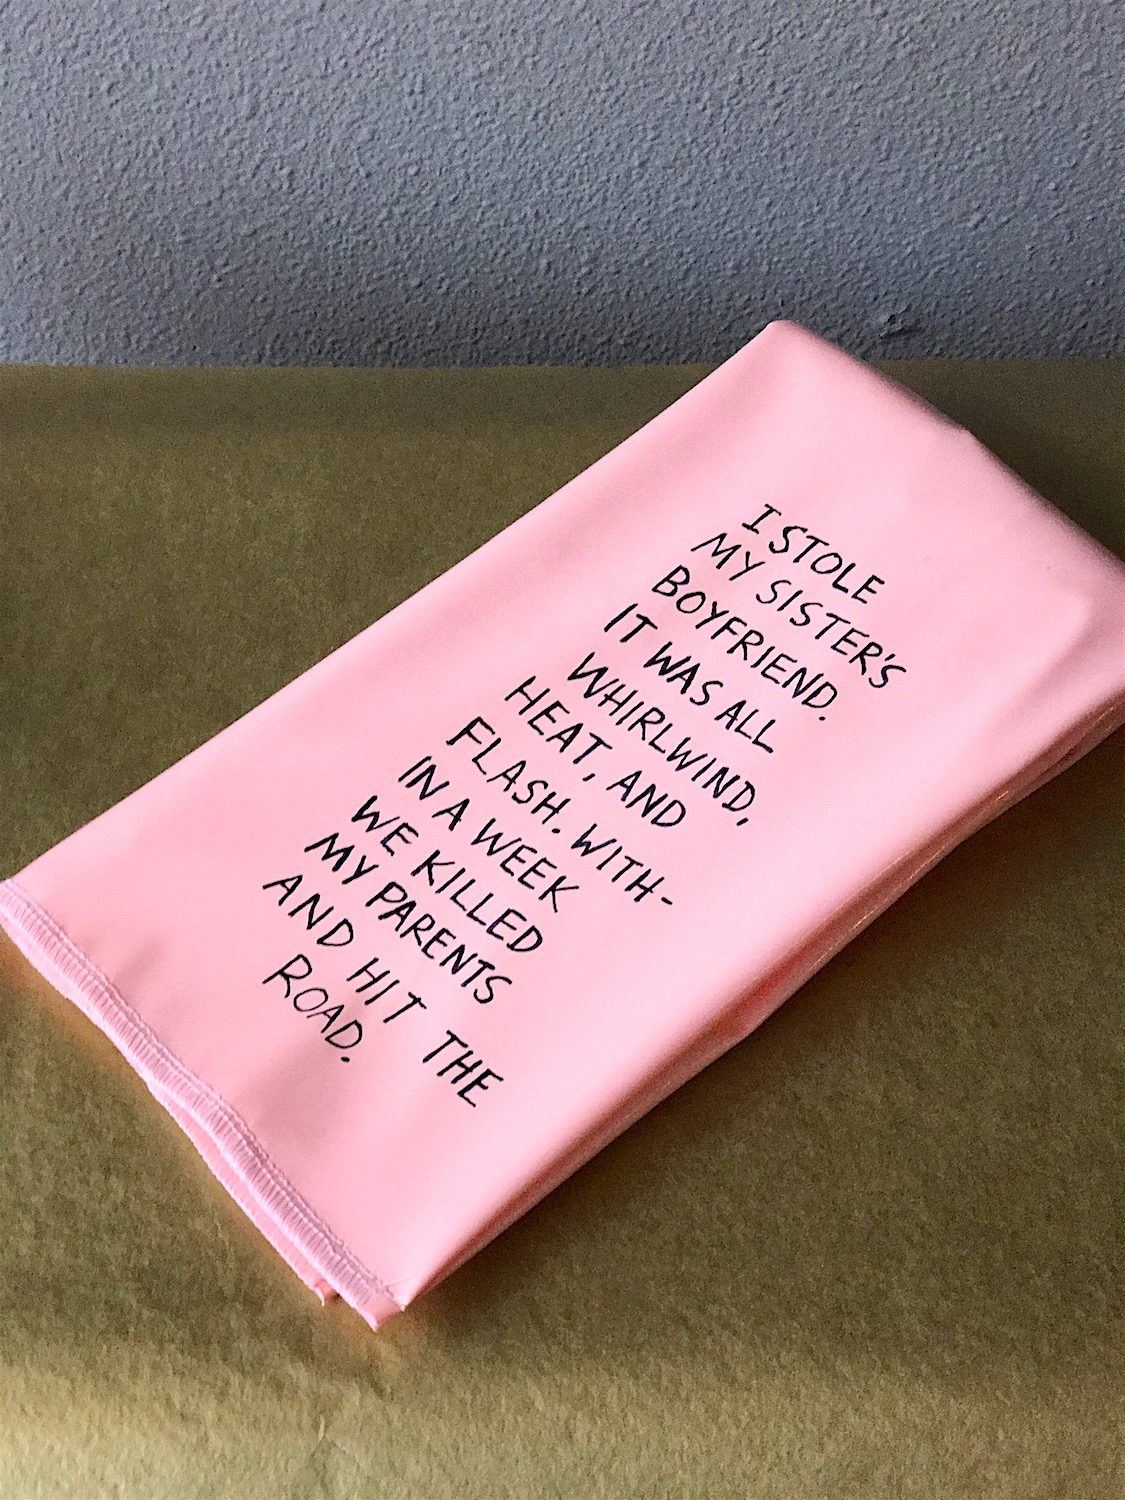 I STOLE
MY SISTER'S
BOYFRIEND.
IT WAS ALL
WHIRLWIND,
HEAT, AND
FLASH. WITH-
IN A WEEK
WE KILLED
MY PARENTS
AND HIT THE
ROAD.